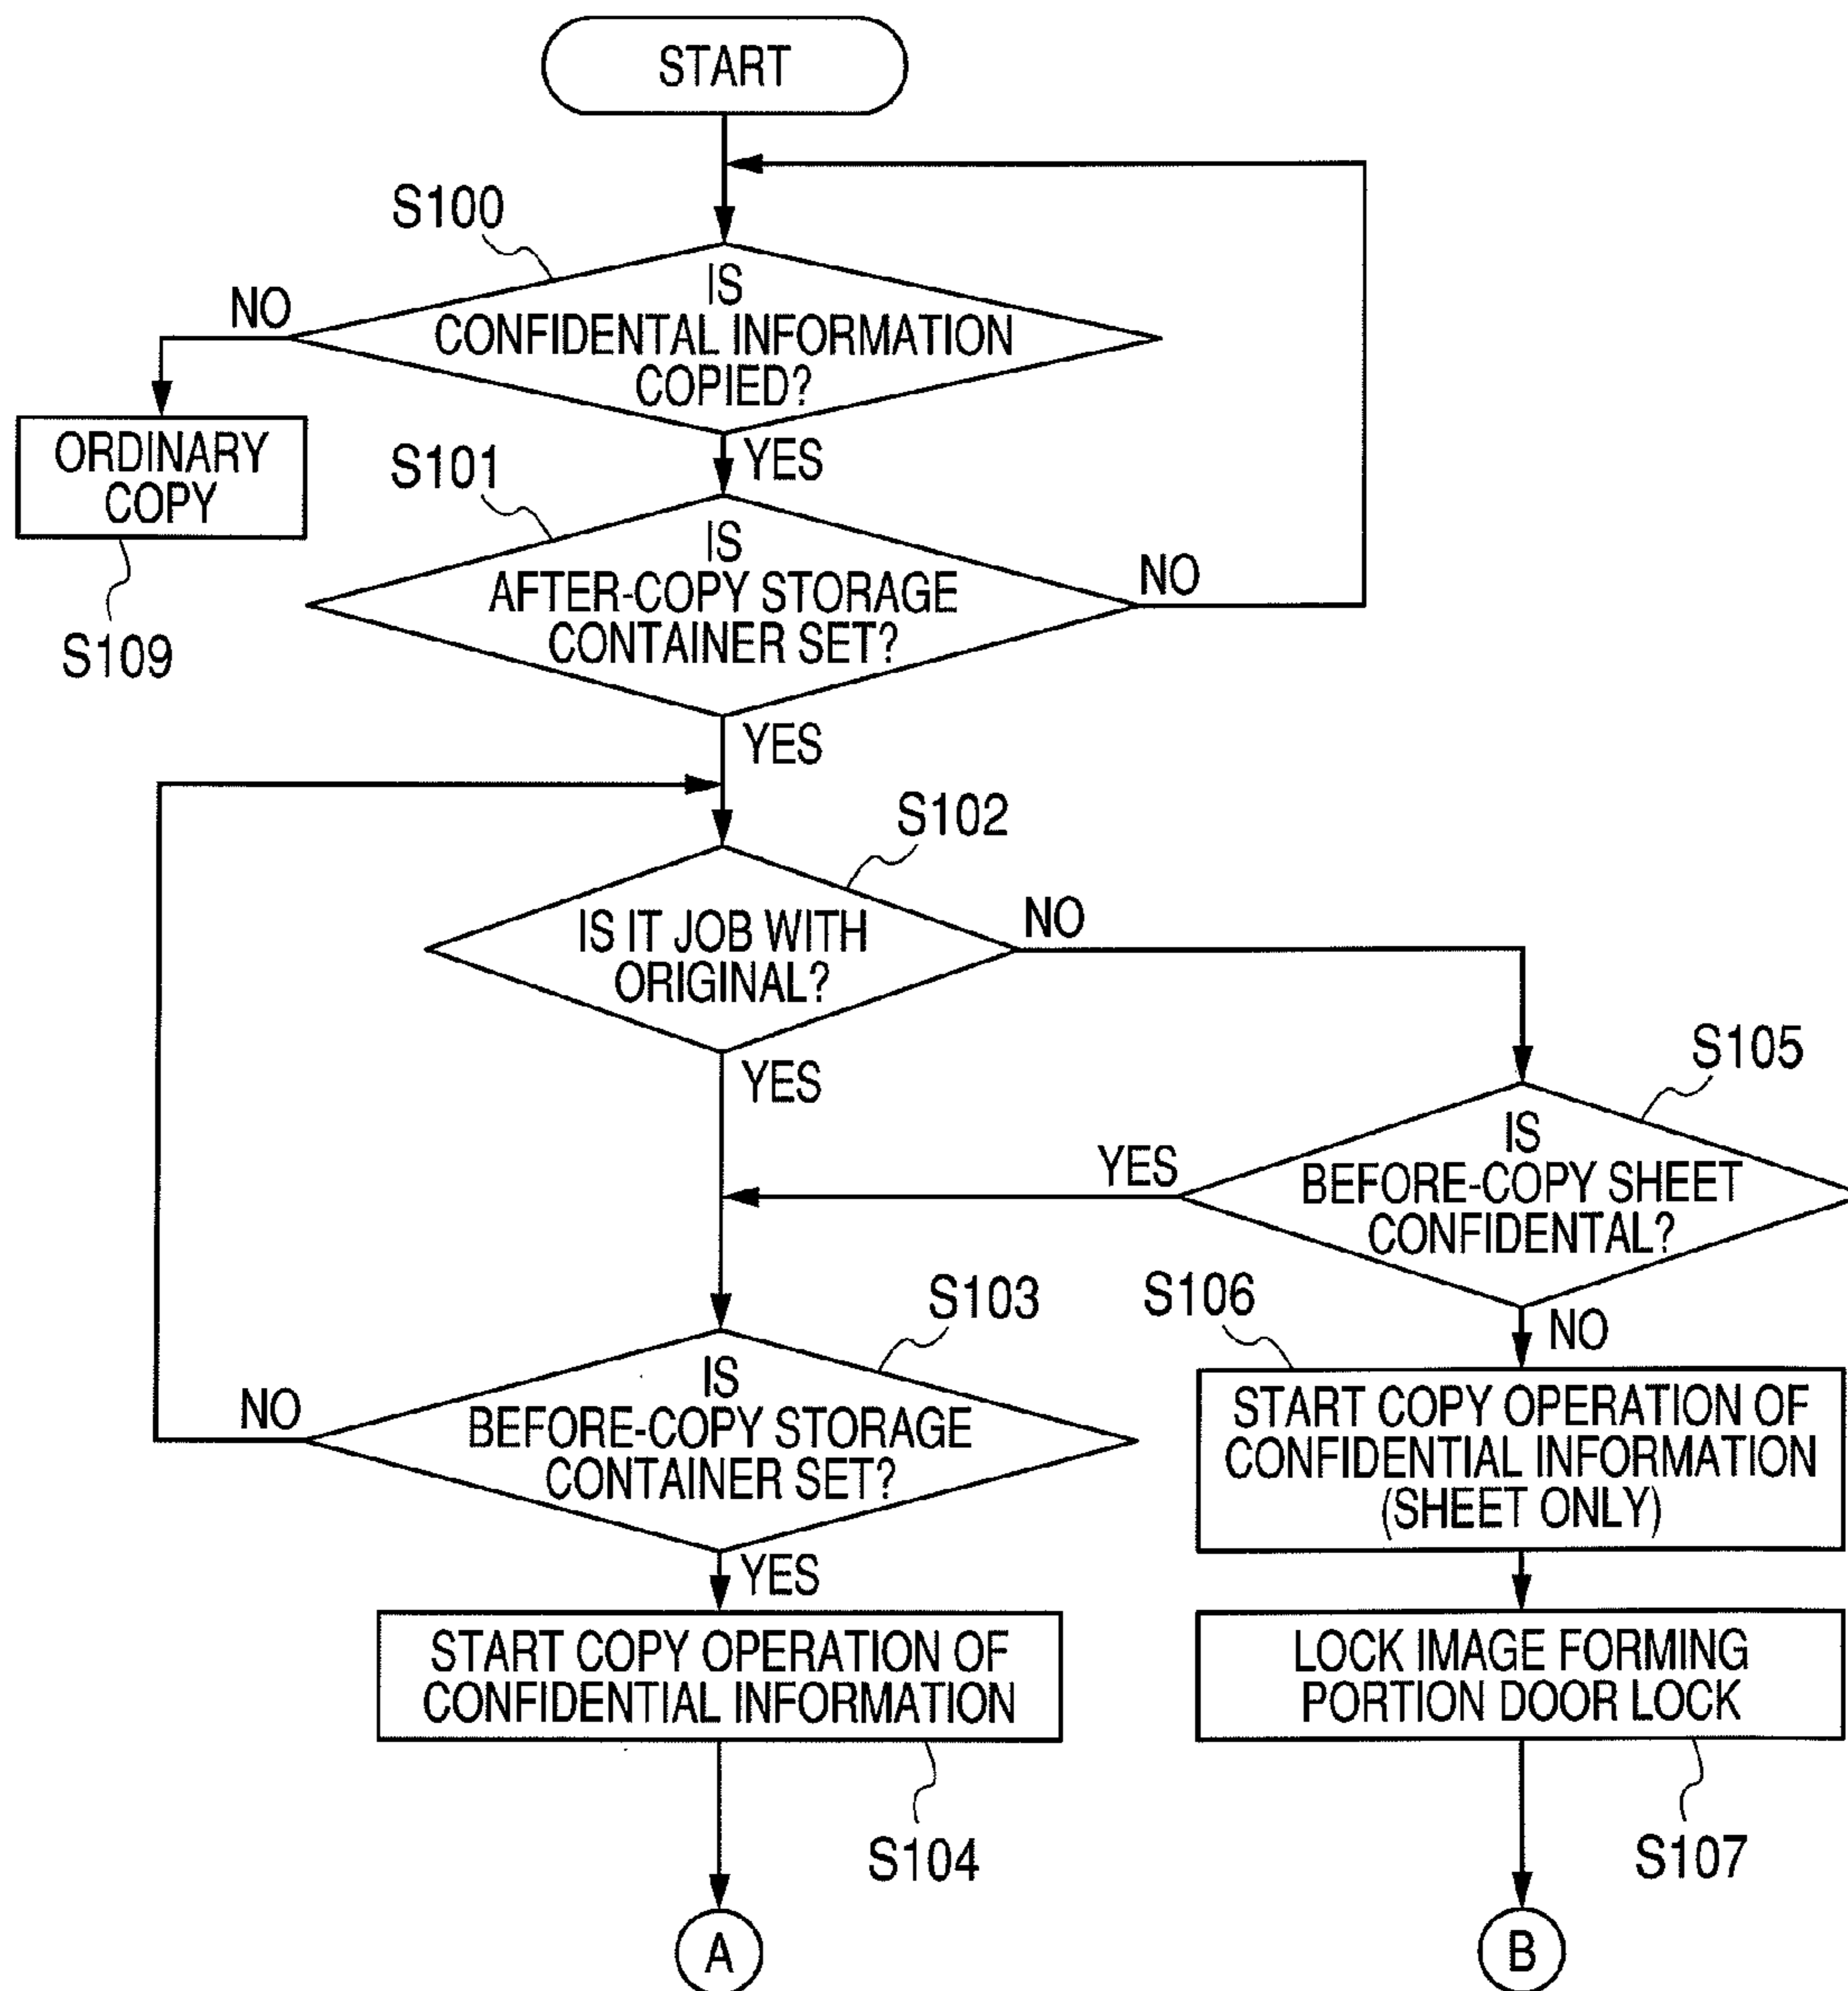 START
S100
IS
CONFIDENTAL INFORMATION
COPIED?
NO
YES
ORDINARY
COPY
S109
S101
IS
AFTER-COPY STORAGE
CONTAINER SET?
NO
YES
S102
IS IT JOB WITH
ORIGINAL?
NO
YES
S105
IS
BEFORE-COPY SHEET
CONFIDENTAL?
YES
NO
S103
IS
BEFORE-COPY STORAGE
CONTAINER SET?
NO
YES
S106
START COPY OPERATION OF
CONFIDENTIAL INFORMATION
(SHEET ONLY)
START COPY OPERATION OF
CONFIDENTIAL INFORMATION
S104
LOCK IMAGE FORMING
PORTION DOOR LOCK
S107
A
B